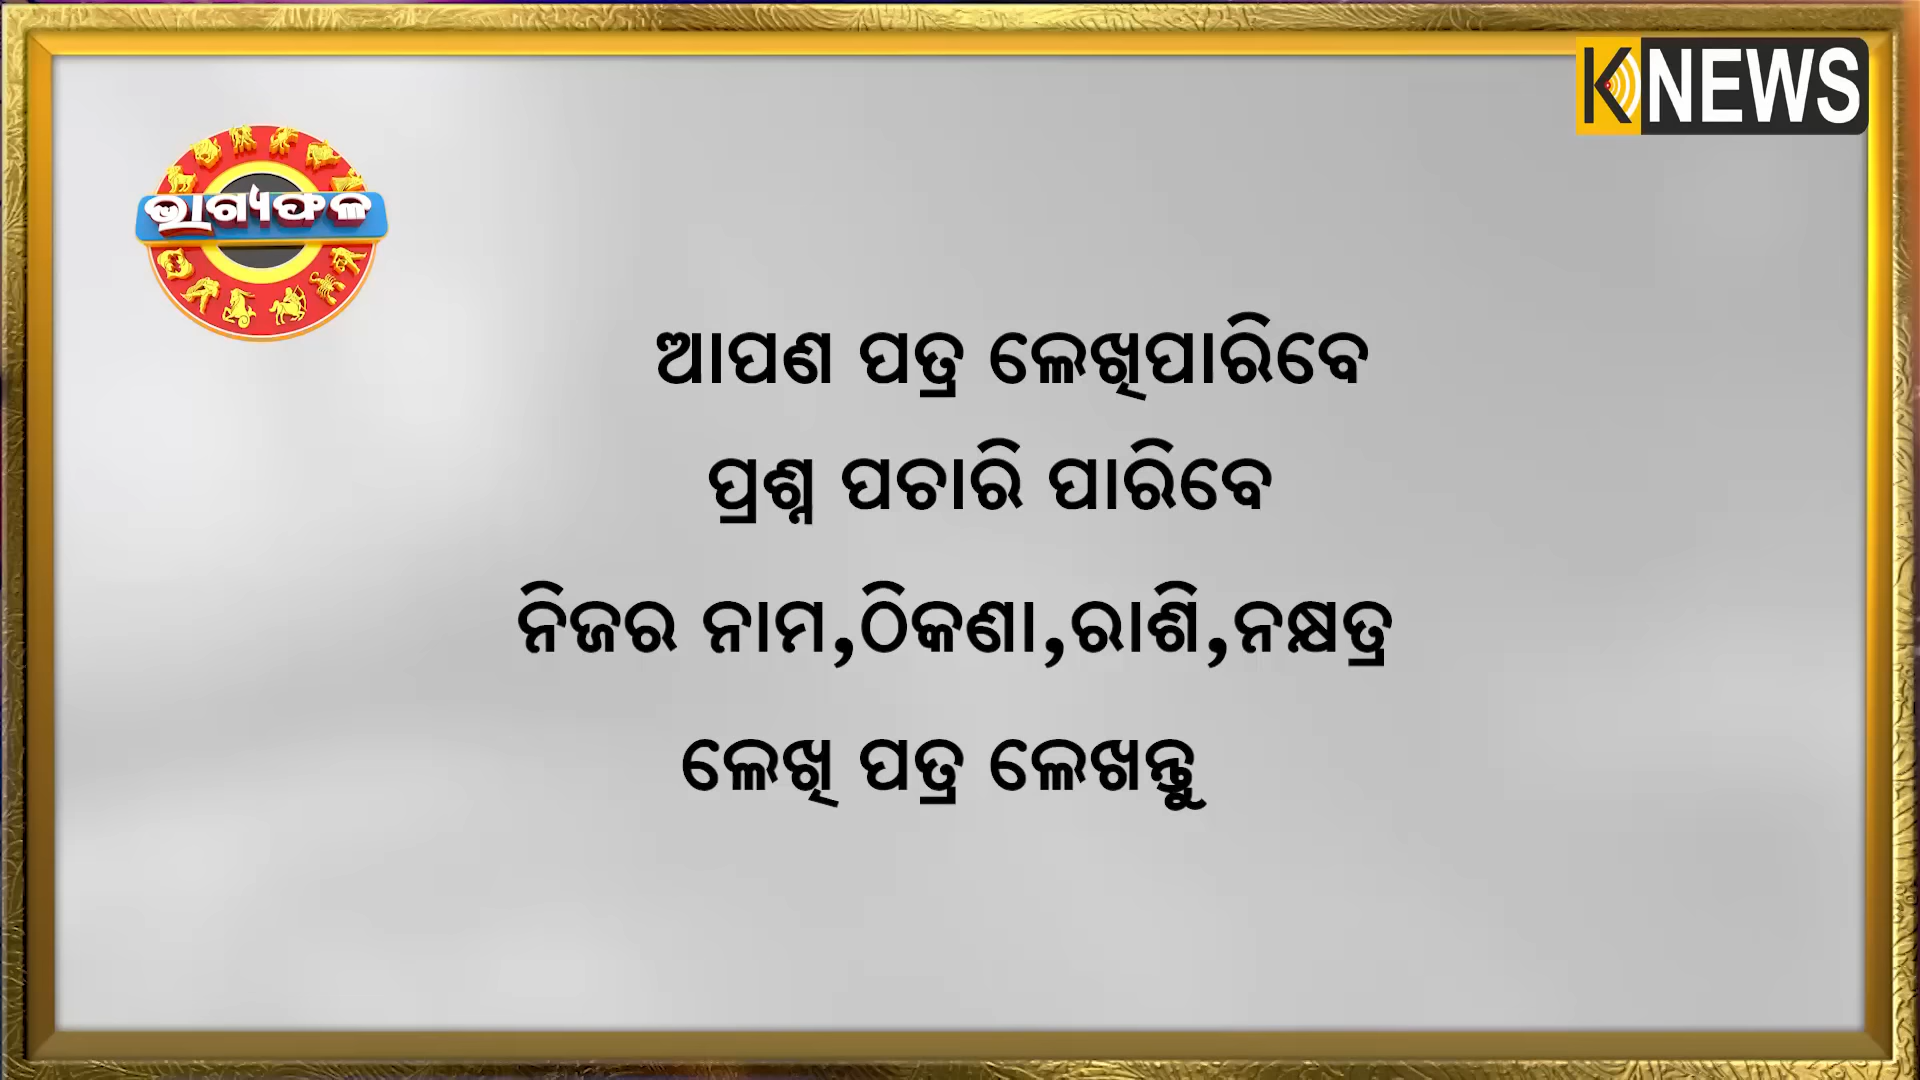 KNEWS
ଭାଗ୍ୟଫଳ
ଆପଣ ପତ୍ର ଲେଖିପାରିବେ
ପ୍ରଶ୍ନ ପଚାରି ପାରିବେ
ନିଜର ନାମ,ଠିକଣା,ରାଶି,ନକ୍ଷତ୍ର
ଲେଖି ପତ୍ର ଲେଖନ୍ତୁ